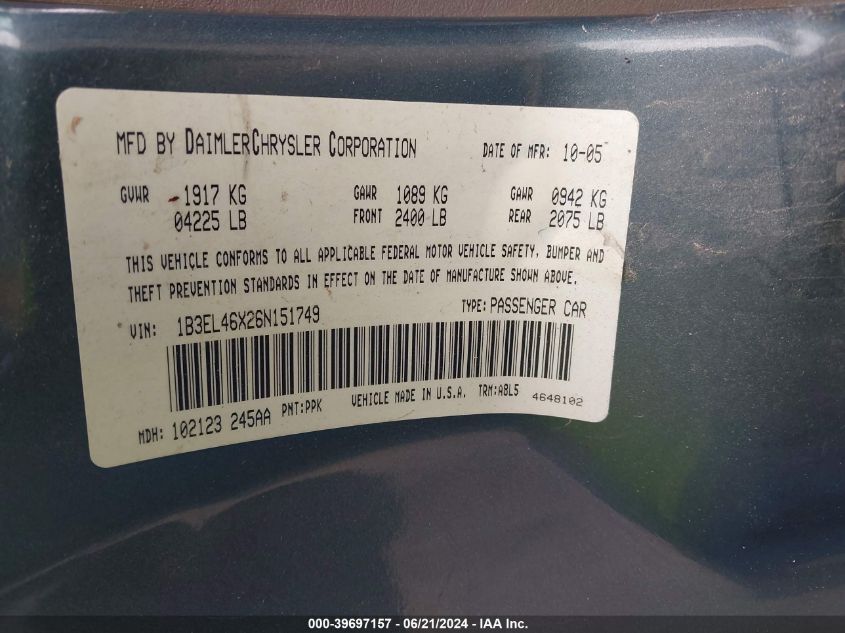 MFD BY DAIMLERCHRYSLER CORPORATION DATE OF MFR: 10-05
GVWR 1917 KG GAWR 1089 KG GAWR 0942 KG
04225 LB FRONT 2400 LB REAR 2075 LB
THIS VEHICLE CONFORMS TO ALL APPLICABLE FEDERAL MOTOR VEHICLE SAFETY, BUMPER AND
THEFT PREVENTION STANDARDS IN EFFECT ON THE DATE OF MANUFACTURE SHOWN ABOVE.
VIN: 1B3EL46X26N151749 TYPE: PASSENGER CAR
MDH: 102123 245AA PNT:PPK VEHICLE MADE IN U.S.A. TRM:ABL5 4648102
000-39697157 - 06/21/2024 - IAA Inc.